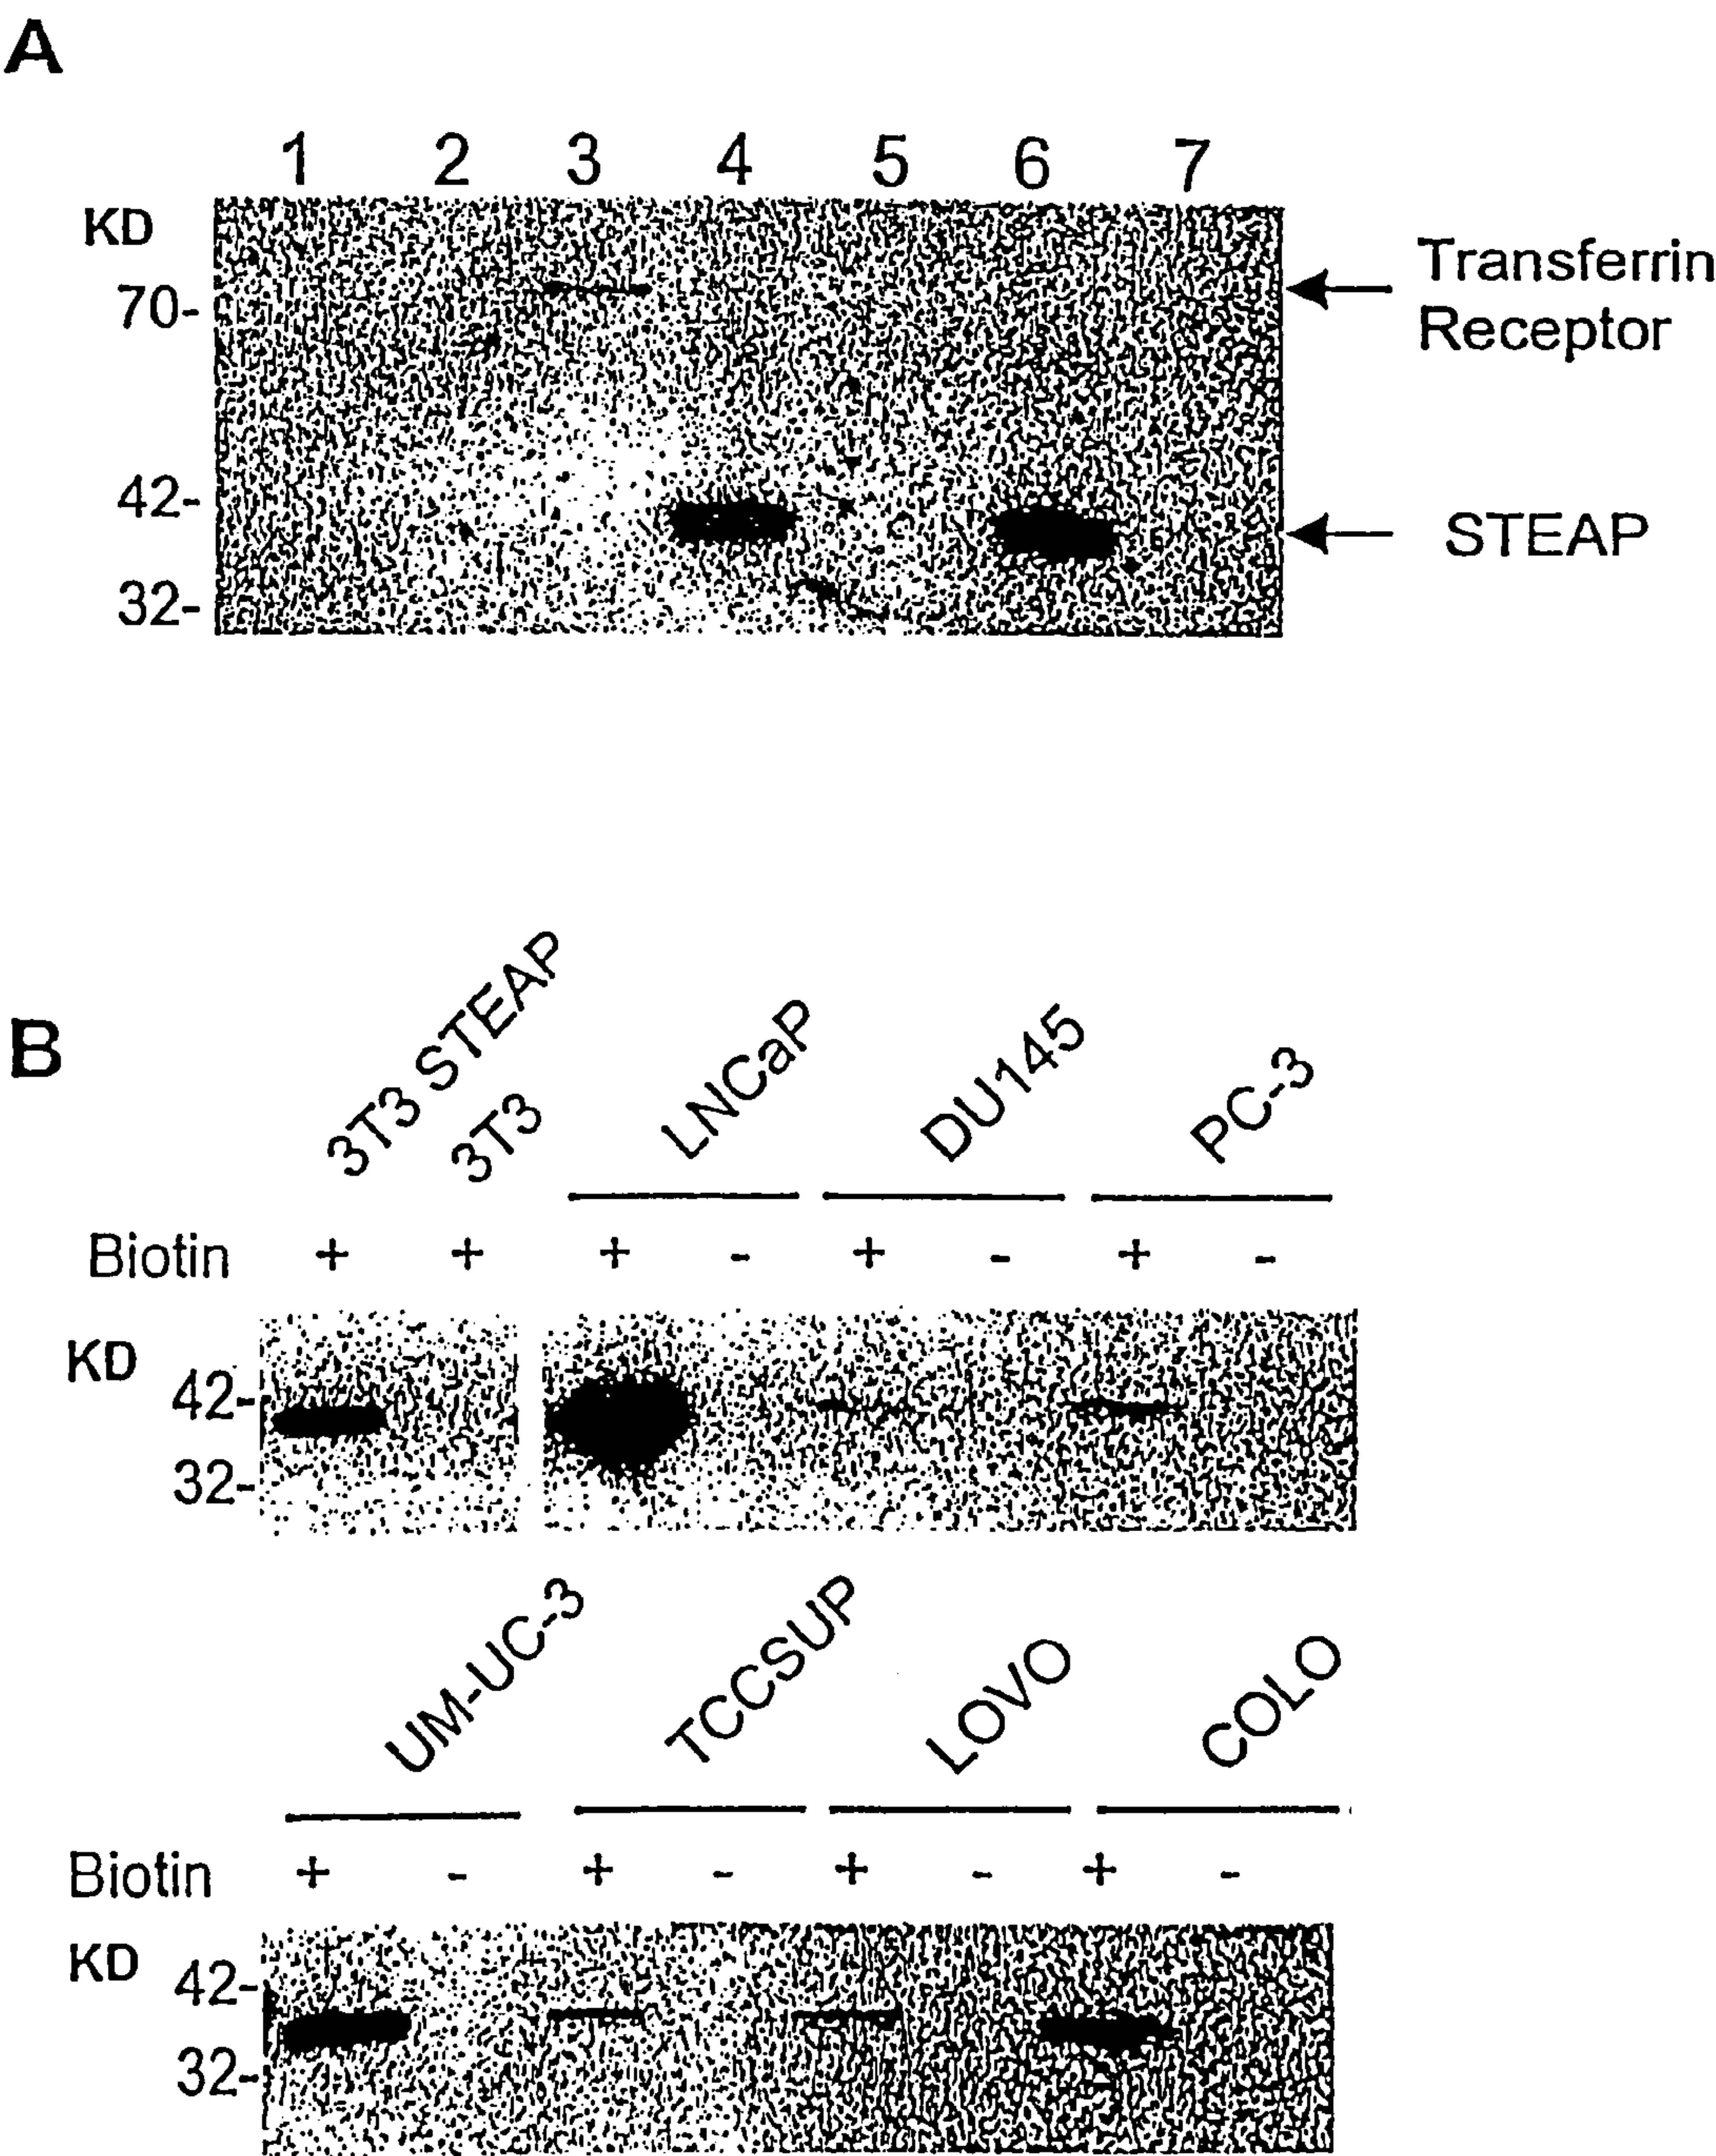 A
1 2 3 4 5 6 7
KD
70-
42-
32-
Transferrin
Receptor
STEAP
B
3T3 STEAP
3T3
LNCaP
DU145
PC-3
Biotin + + + - + - + -
KD
42-
32-
UM-UC-3
TCCSUP
LOVO
COLO
Biotin + - + - + - + -
KD
42-
32-